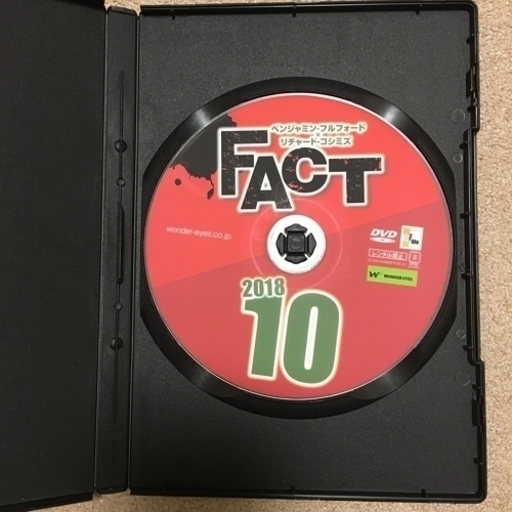 ベンジャミン・フルフォード
×
リチャード・コシミズ
FACT
wonder-eyes.co.jp
DVD
レンタル禁止
W WONDER EYES
2018
10